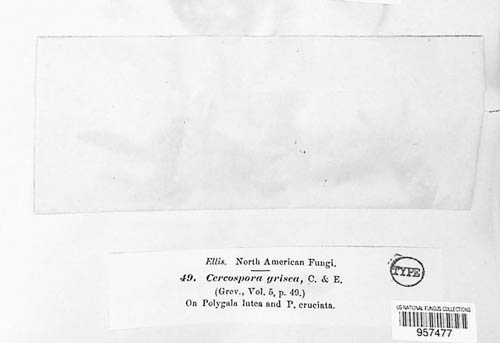 Ellis. North American Fungi.
49. Cercospora grisea, C. & E.
(Grev., Vol. 5, p. 49.)
On Polygala lutea and P. cruciata.
TYPE
US NATIONAL FUNGUS COLLECTIONS
957477